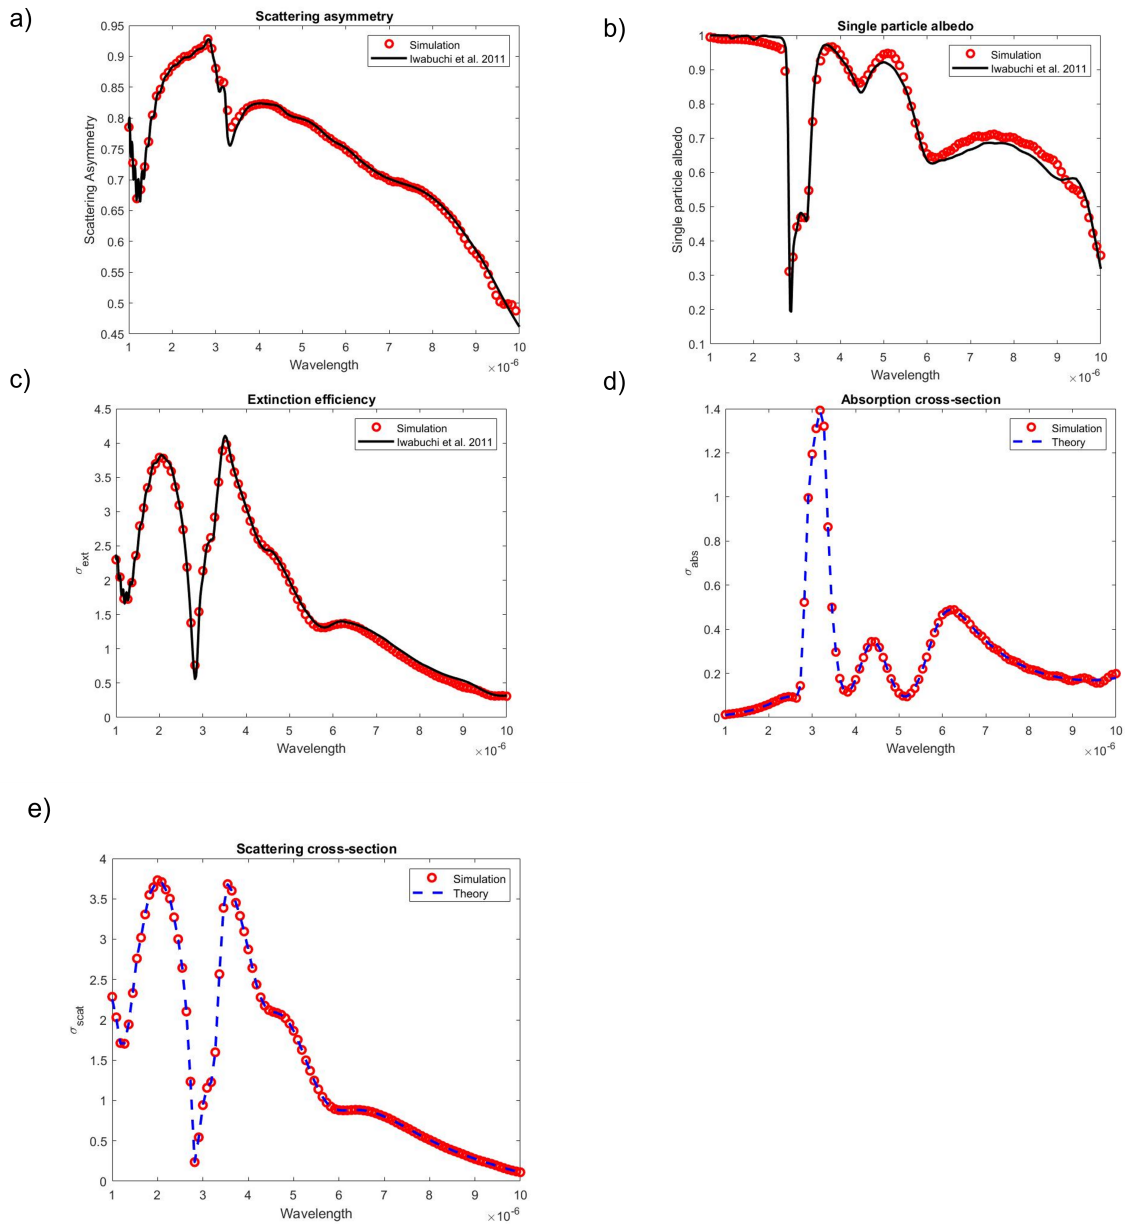 a)
Scattering asymmetry
Simulation
Iwabuchi et al. 2011
Scattering Asymmetry
0.95
0.9
0.85
0.8
0.75
0.7
0.65
0.6
0.55
0.5
0.45
1 2 3 4 5 6 7 8 9 10
Wavelength
×10⁻⁶
b)
Single particle albedo
Simulation
Iwabuchi et al. 2011
Single particle albedo
1
0.9
0.8
0.7
0.6
0.5
0.4
0.3
0.2
0.1
1 2 3 4 5 6 7 8 9 10
Wavelength
×10⁻⁶
c)
Extinction efficiency
Simulation
Iwabuchi et al. 2011
σext
4.5
4
3.5
3
2.5
2
1.5
1
0.5
0
1 2 3 4 5 6 7 8 9 10
Wavelength
×10⁻⁶
d)
Absorption cross-section
Simulation
Theory
σabs
1.4
1.2
1
0.8
0.6
0.4
0.2
0
1 2 3 4 5 6 7 8 9 10
Wavelength
×10⁻⁶
e)
Scattering cross-section
Simulation
Theory
σscat
4
3.5
3
2.5
2
1.5
1
0.5
0
1 2 3 4 5 6 7 8 9 10
Wavelength
×10⁻⁶